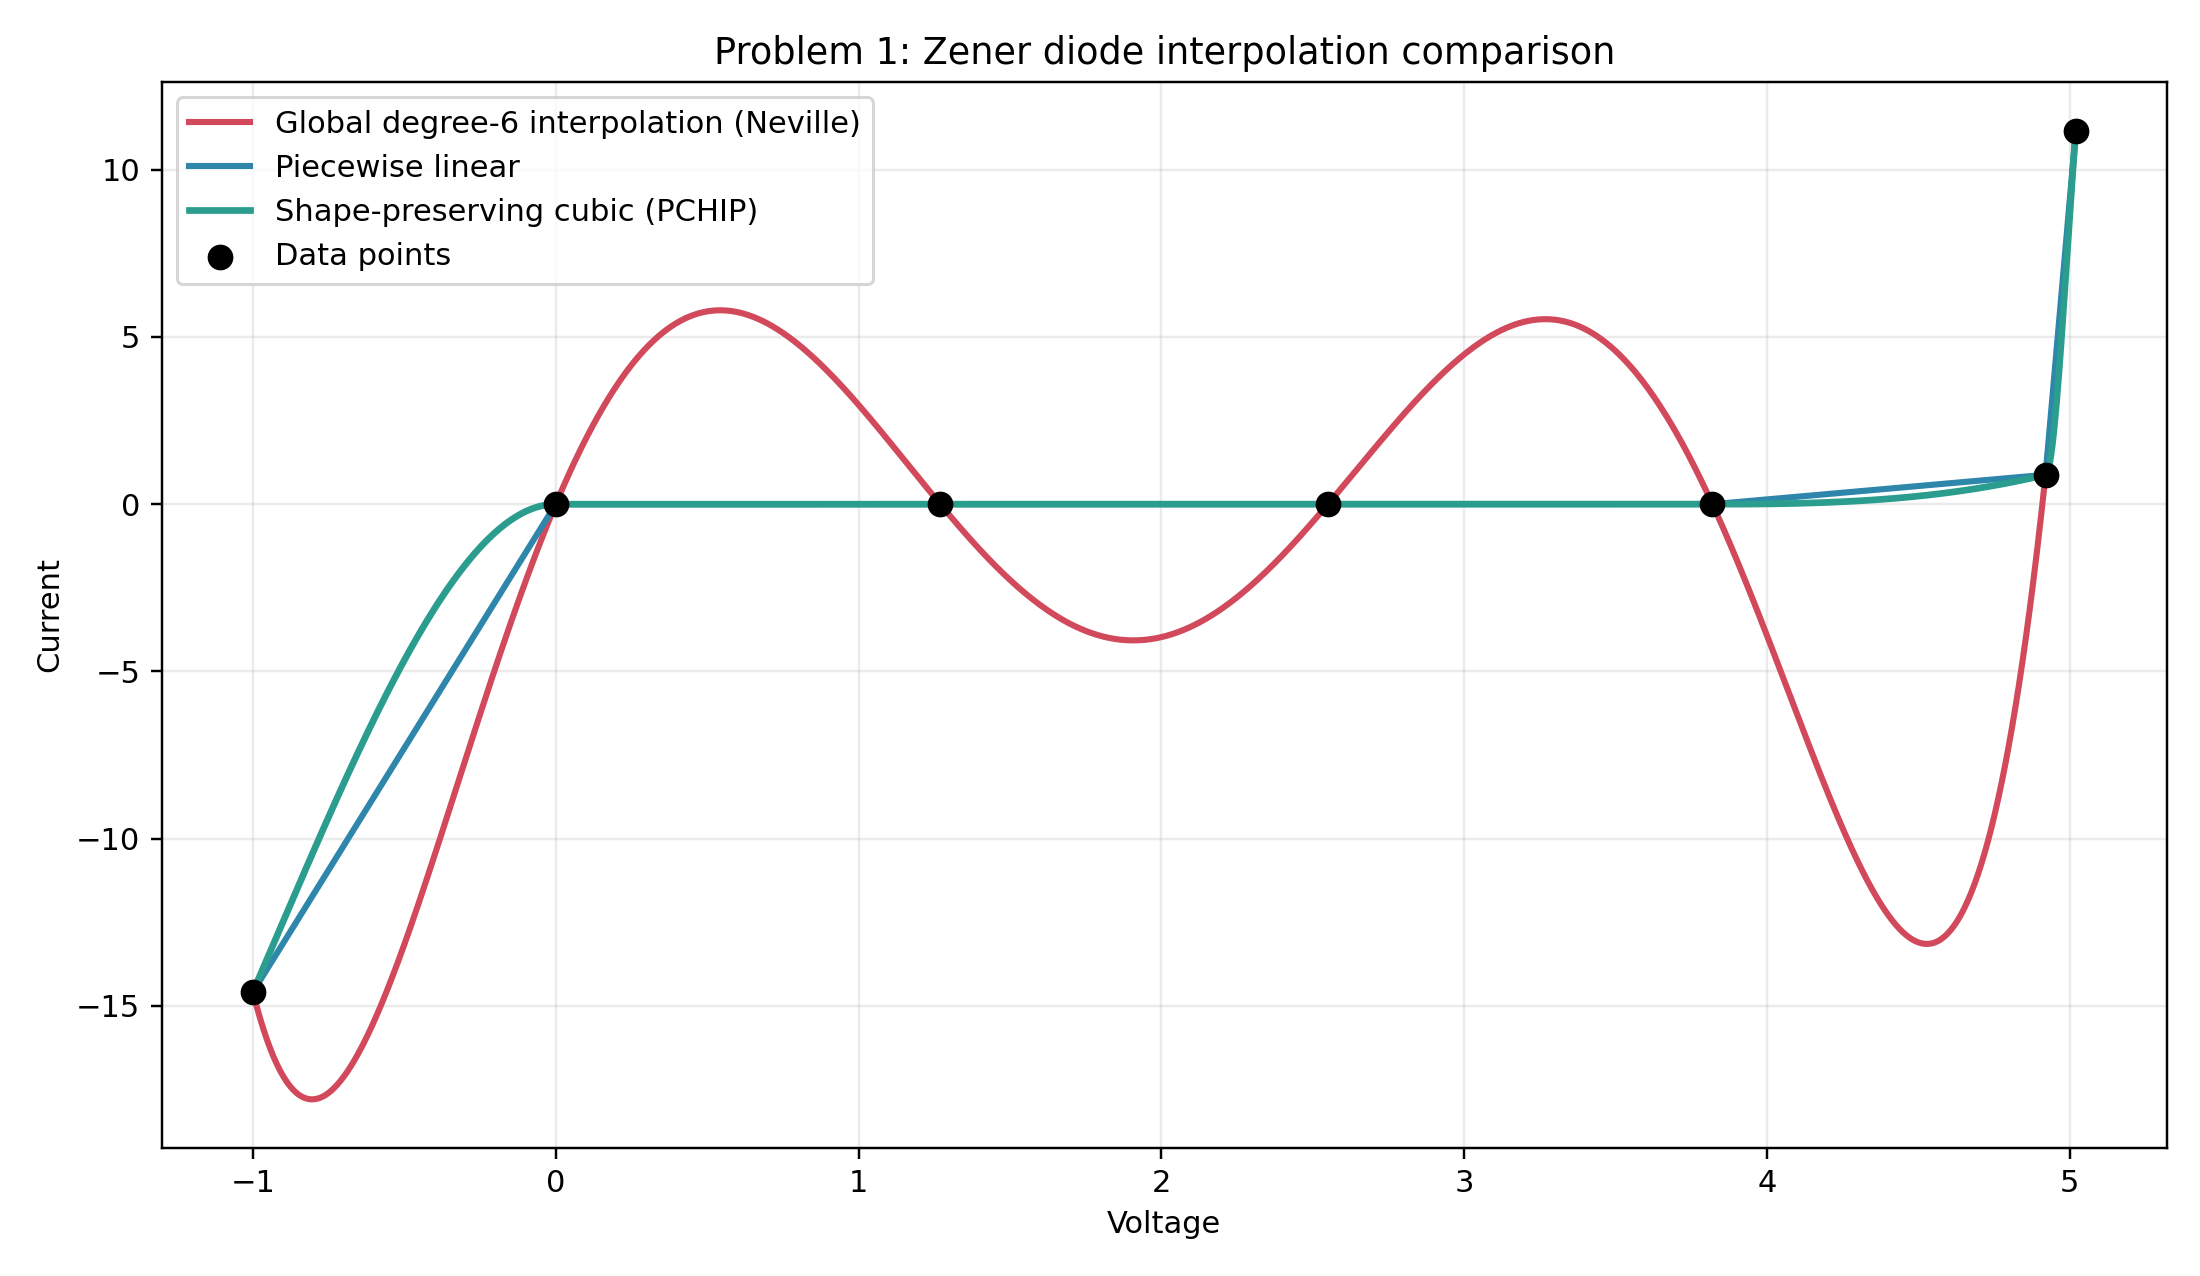 Problem 1: Zener diode interpolation comparison
Global degree-6 interpolation (Neville)
Piecewise linear
Shape-preserving cubic (PCHIP)
Data points
10
5
0
−5
−10
−15
Current
−1 0 1 2 3 4 5
Voltage